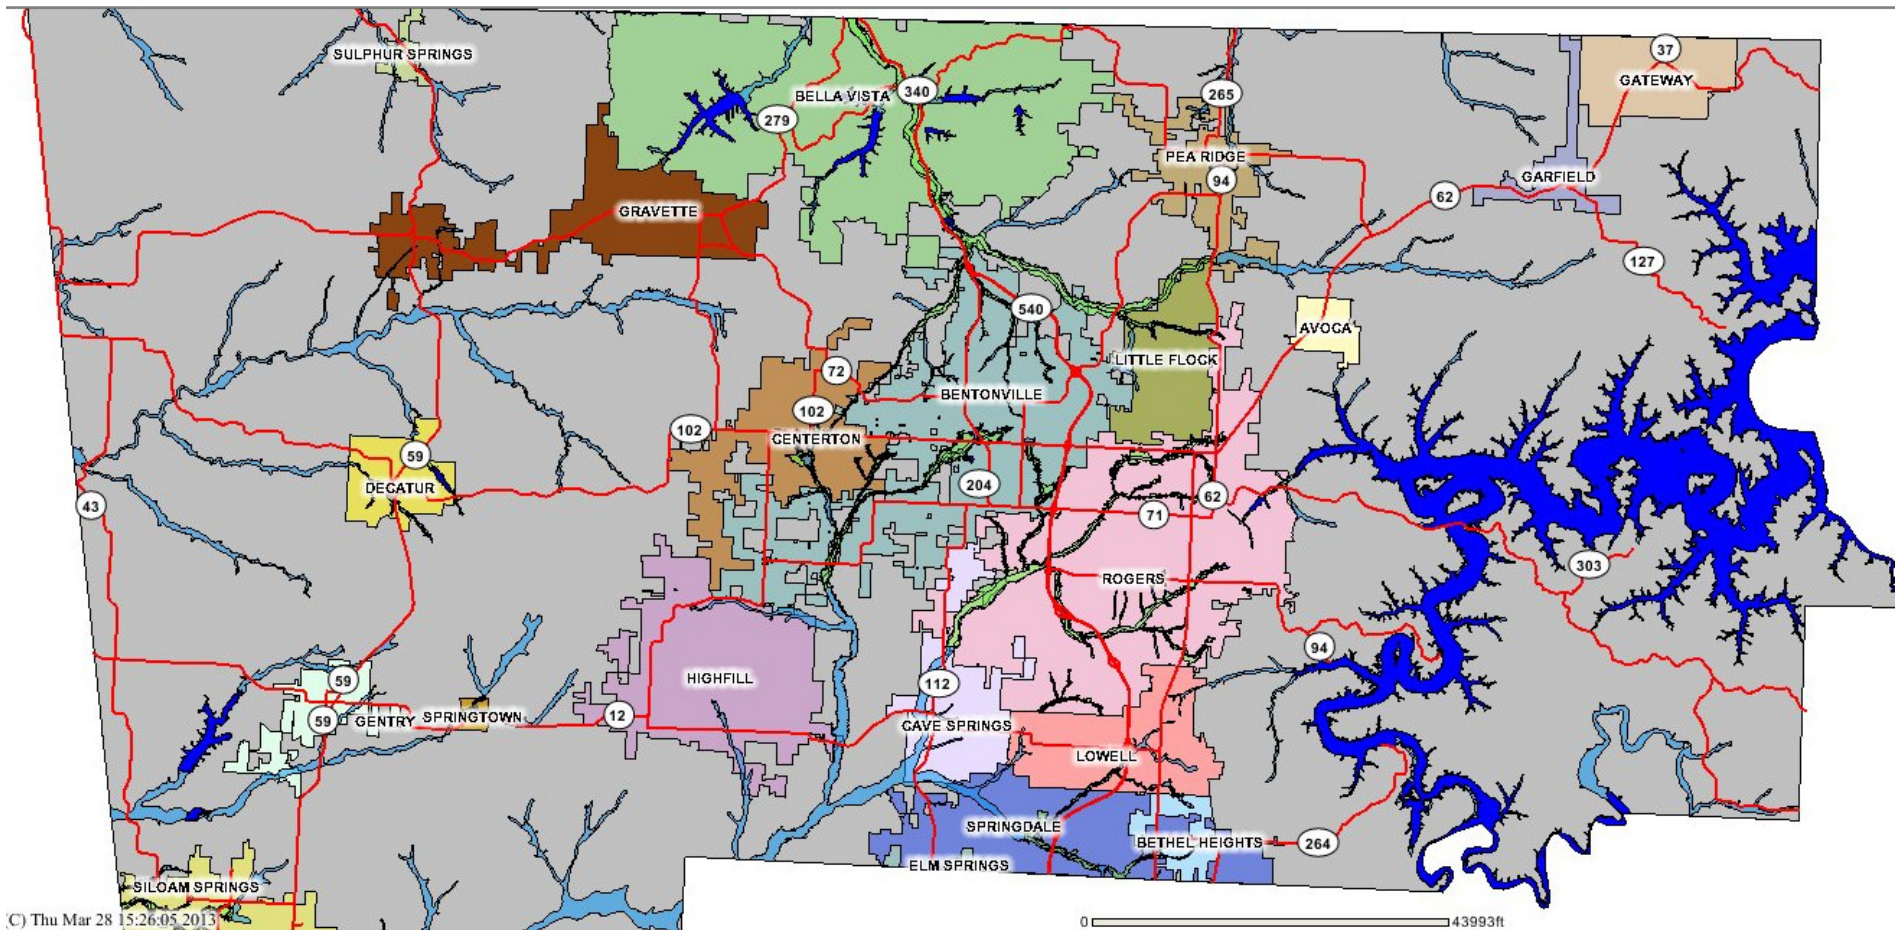 37
SULPHUR SPRINGS
GATEWAY
340
265
BELLA VISTA
279
PEA RIDGE
GARFIELD
94
62
GRAVETTE
127
540
AVOCA
LITTLE FLOCK
72
BENTONVILLE
102
102
CENTERTON
59
DECATUR
204
62
43
71
303
ROGERS
94
HIGHFILL
59
112
12
59
GENTRY
SPRINGTOWN
CAVE SPRINGS
LOWELL
SPRINGDALE
BETHEL HEIGHTS
264
ELM SPRINGS
SILOAM SPRINGS
(C) Thu Mar 28 15:26:05 2013
0 43993ft